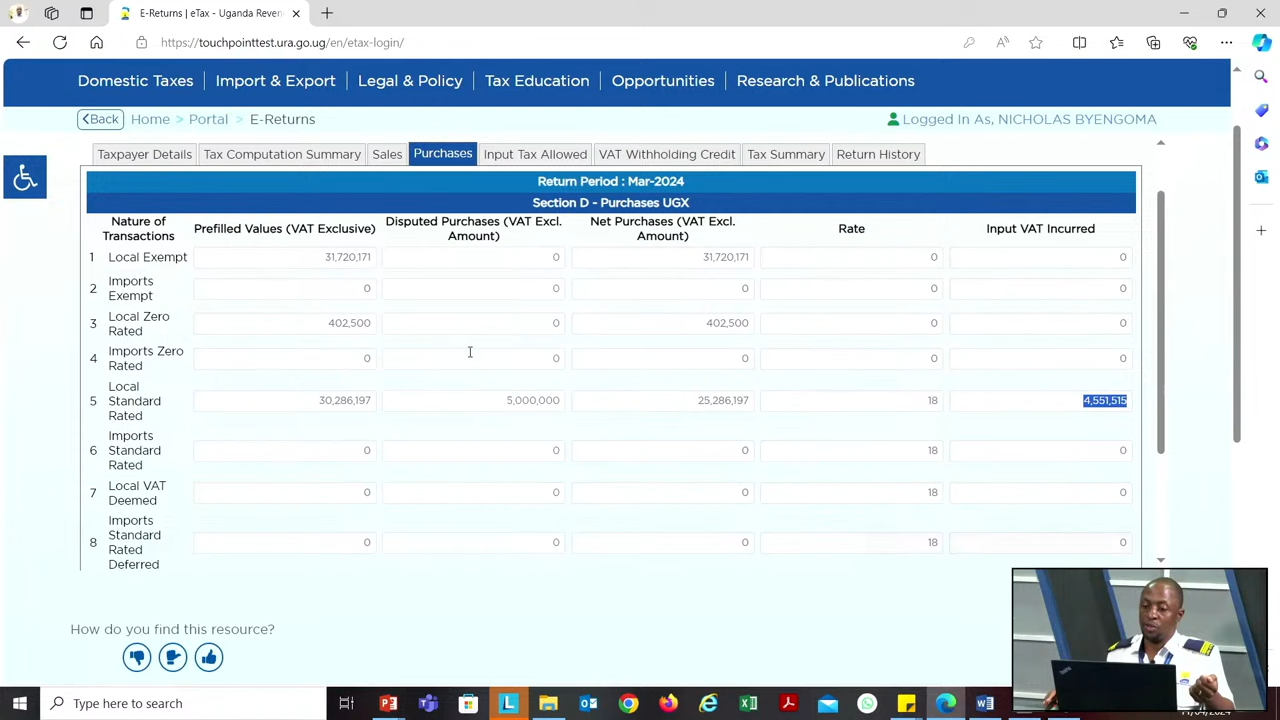 E-Returns | eTax - Uganda Reven
https://touchpointtest.ura.go.ug/en/etax-login/
Domestic Taxes | Import & Export | Legal & Policy | Tax Education | Opportunities | Research & Publications
Back Home > Portal > E-Returns Logged In As, NICHOLAS BYENGOMA
Taxpayer Details Tax Computation Summary Sales Purchases Input Tax Allowed VAT Withholding Credit Tax Summary Return History
Return Period : Mar-2024
Section D - Purchases UGX
Nature of Transactions Prefilled Values (VAT Exclusive) Disputed Purchases (VAT Excl. Amount) Net Purchases (VAT Excl. Amount) Rate Input VAT Incurred
1 Local Exempt 31,720,171 0 31,720,171 0 0
2 Imports Exempt 0 0 0 0 0
3 Local Zero Rated 402,500 0 402,500 0 0
4 Imports Zero Rated 0 0 0 0 0
5 Local Standard Rated 30,286,197 5,000,000 25,286,197 18 4,551,515
6 Imports Standard Rated 0 0 0 18 0
7 Local VAT Deemed 0 0 0 18 0
8 Imports Standard Rated Deferred 0 0 0 18 0
How do you find this resource?
Type here to search